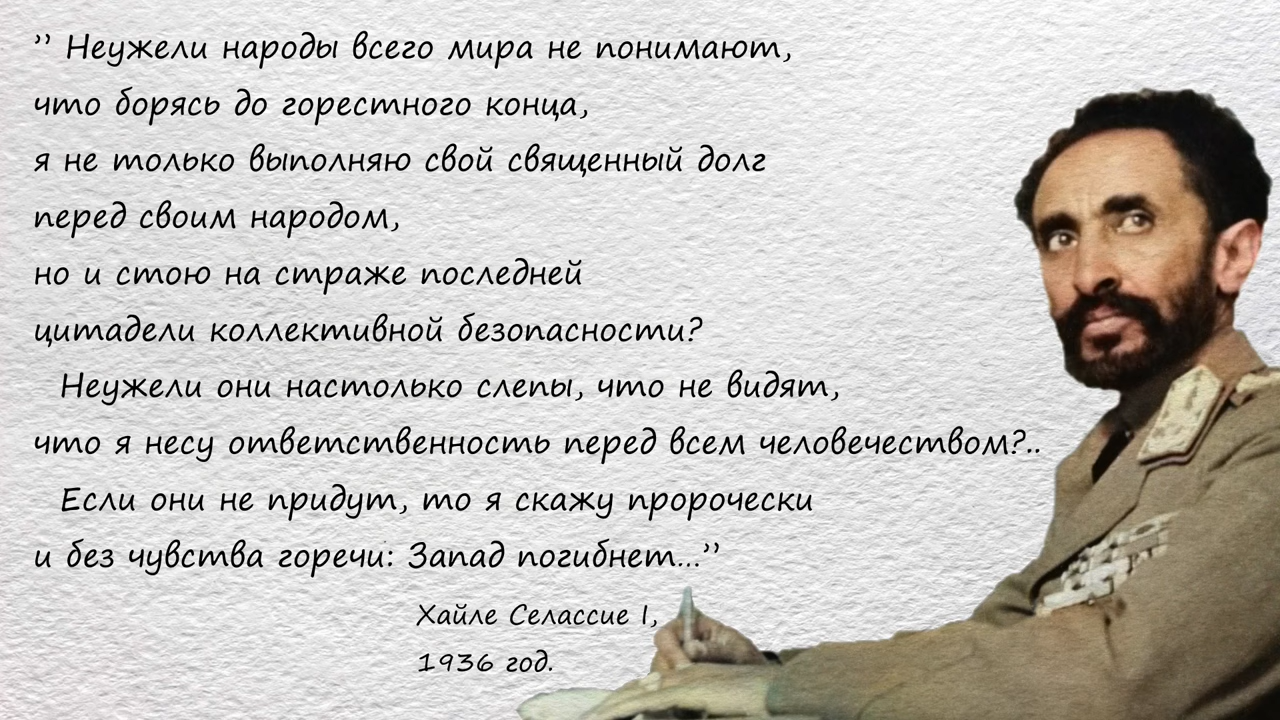 ” Неужели народы всего мира не понимают,
что борясь до горестного конца,
я не только выполняю свой священный долг
перед своим народом,
но и стою на страже последней
цитадели коллективной безопасности?
Неужели они настолько слепы, что не видят,
что я несу ответственность перед всем человечеством?..
Если они не придут, то я скажу пророчески
и без чувства горечи: Запад погибнет...”
Хайле Селассие I,
1936 год.